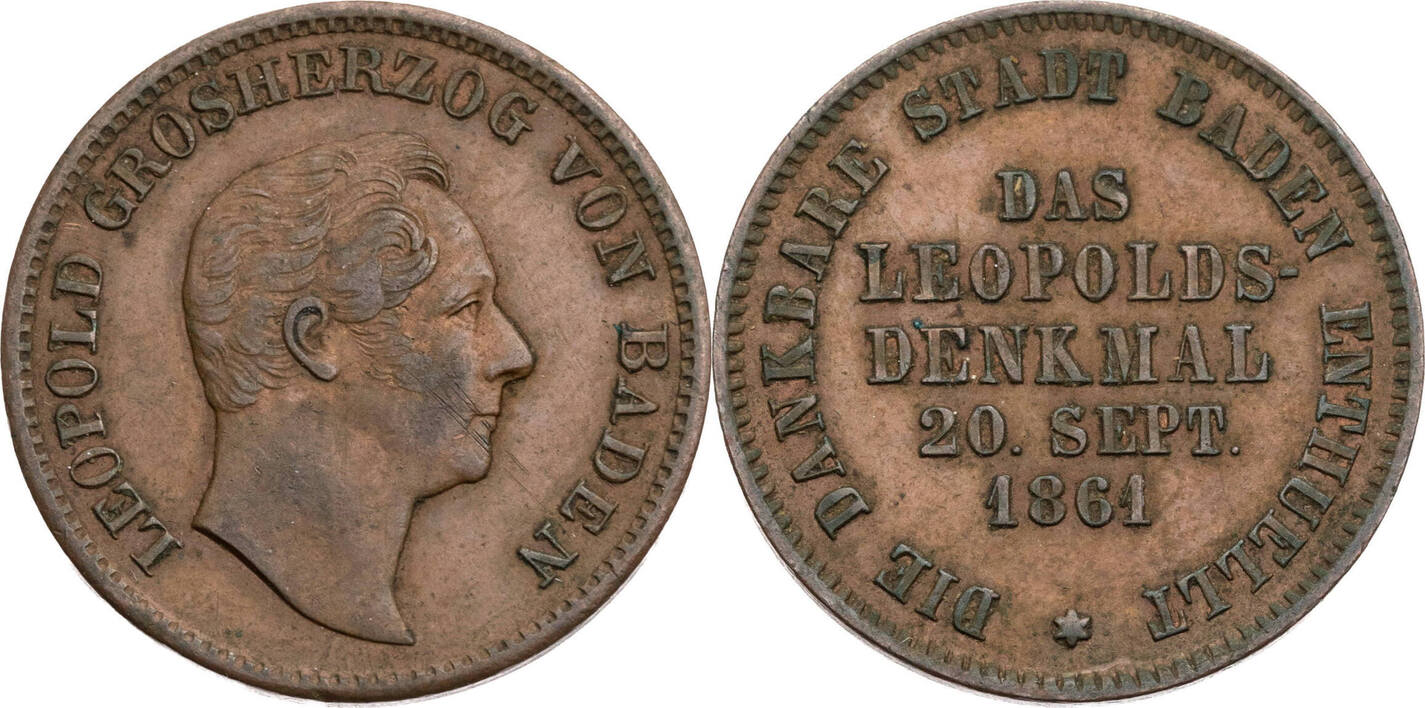 LEOPOLD GROSHERZOG VON BADEN
DIE DANKBARE STADT BADEN ENTHUELLT
DAS
LEOPOLDS-
DENKMAL
20. SEPT.
1861